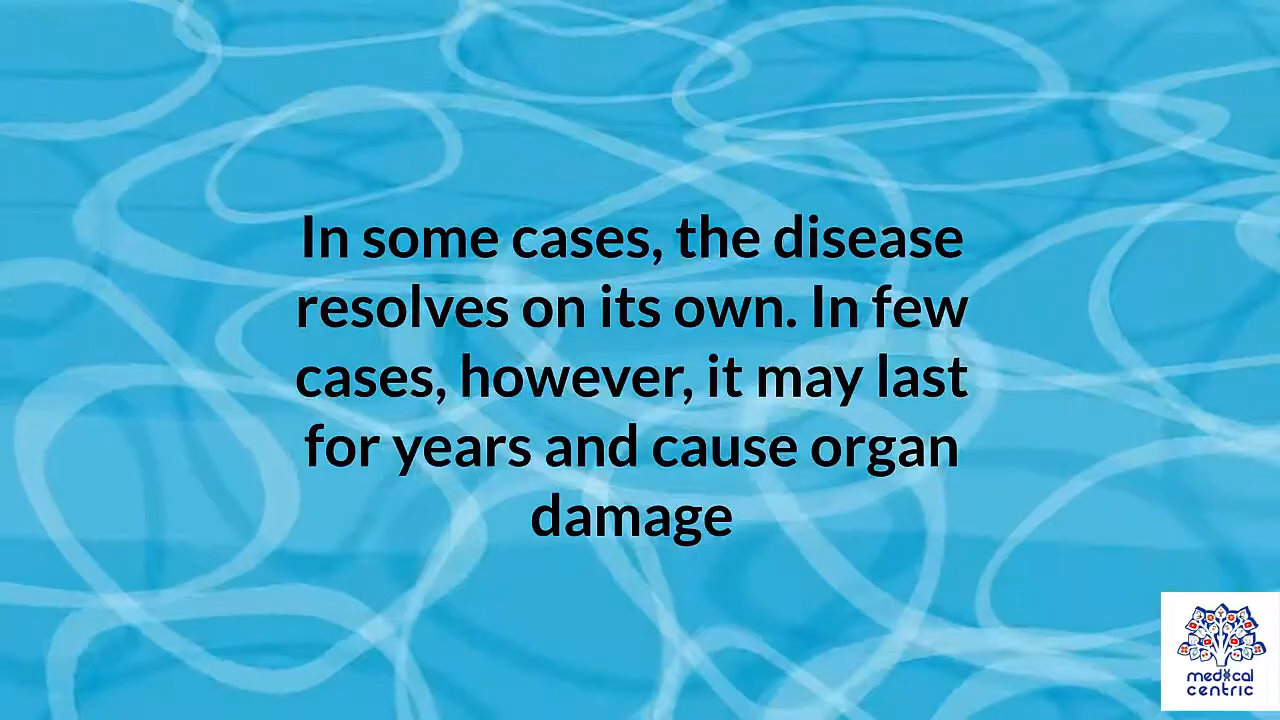 In some cases, the disease
resolves on its own. In few
cases, however, it may last
for years and cause organ
damage
medical
centric